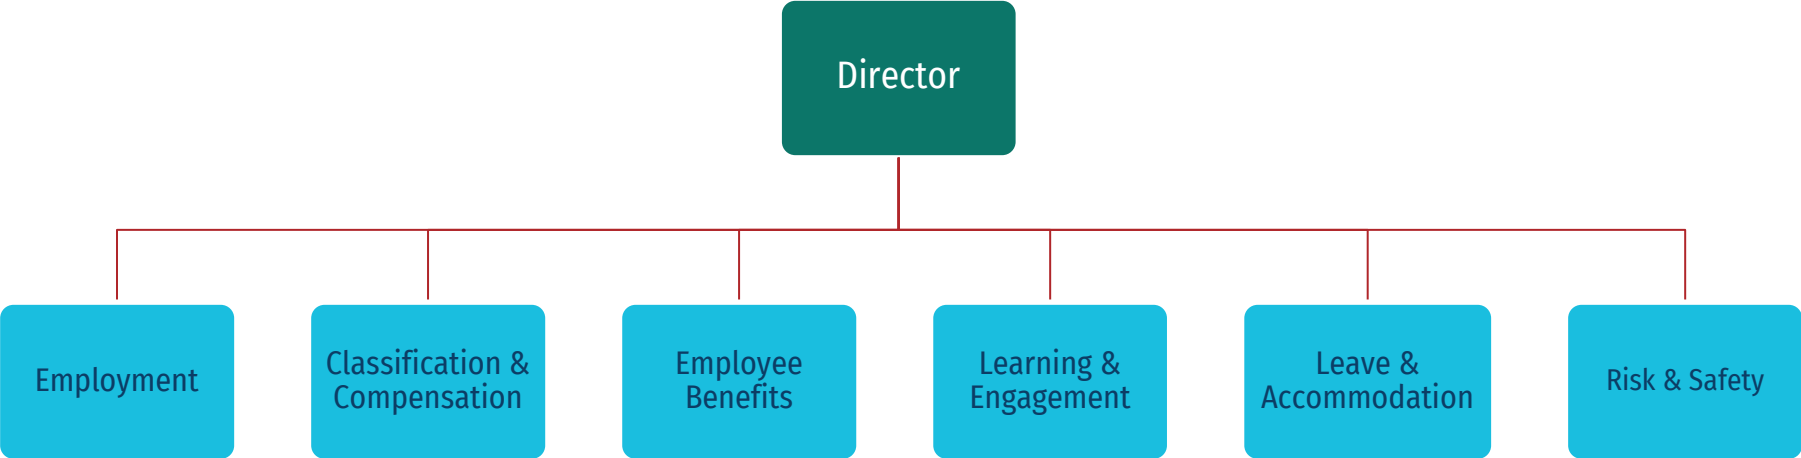 Director
Employment
Classification &
Compensation
Employee
Benefits
Learning &
Engagement
Leave &
Accommodation
Risk & Safety